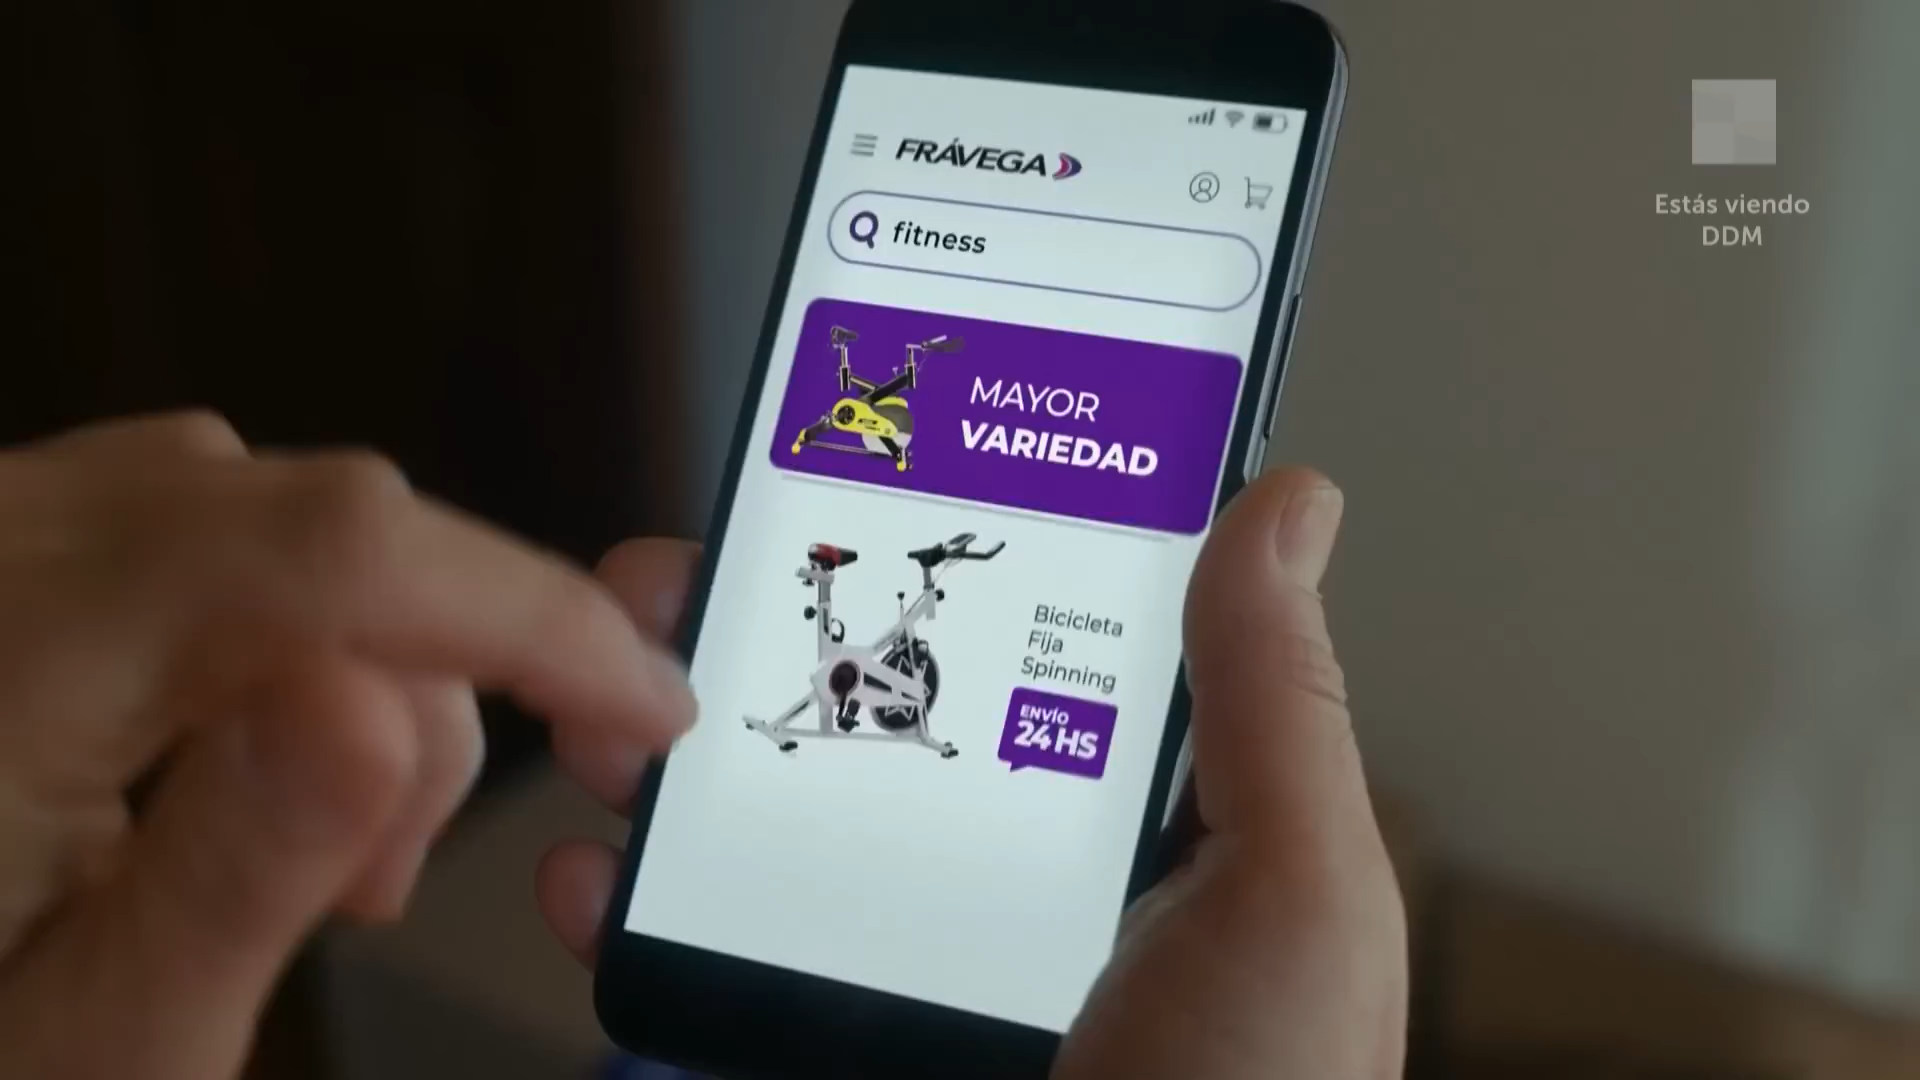 FRÁVEGA
fitness
MAYOR
VARIEDAD
Bicicleta
Fija
Spinning
ENVÍO
24 HS
Estás viendo
DDM